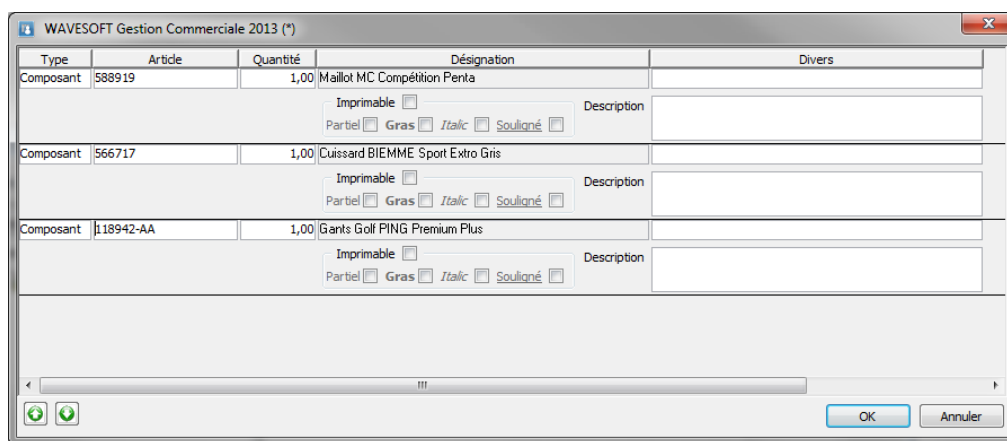 WAVESOFT Gestion Commerciale 2013 (*)
Type Article Quantité Désignation Divers
Composant 588919 1,00 Maillot MC Compétition Penta
Imprimable Description
Partiel Gras Italic Souligné
Composant 566717 1,00 Cuissard BIEMME Sport Extro Gris
Imprimable Description
Partiel Gras Italic Souligné
Composant 118942-AA 1,00 Gants Golf PING Premium Plus
Imprimable Description
Partiel Gras Italic Souligné
OK Annuler